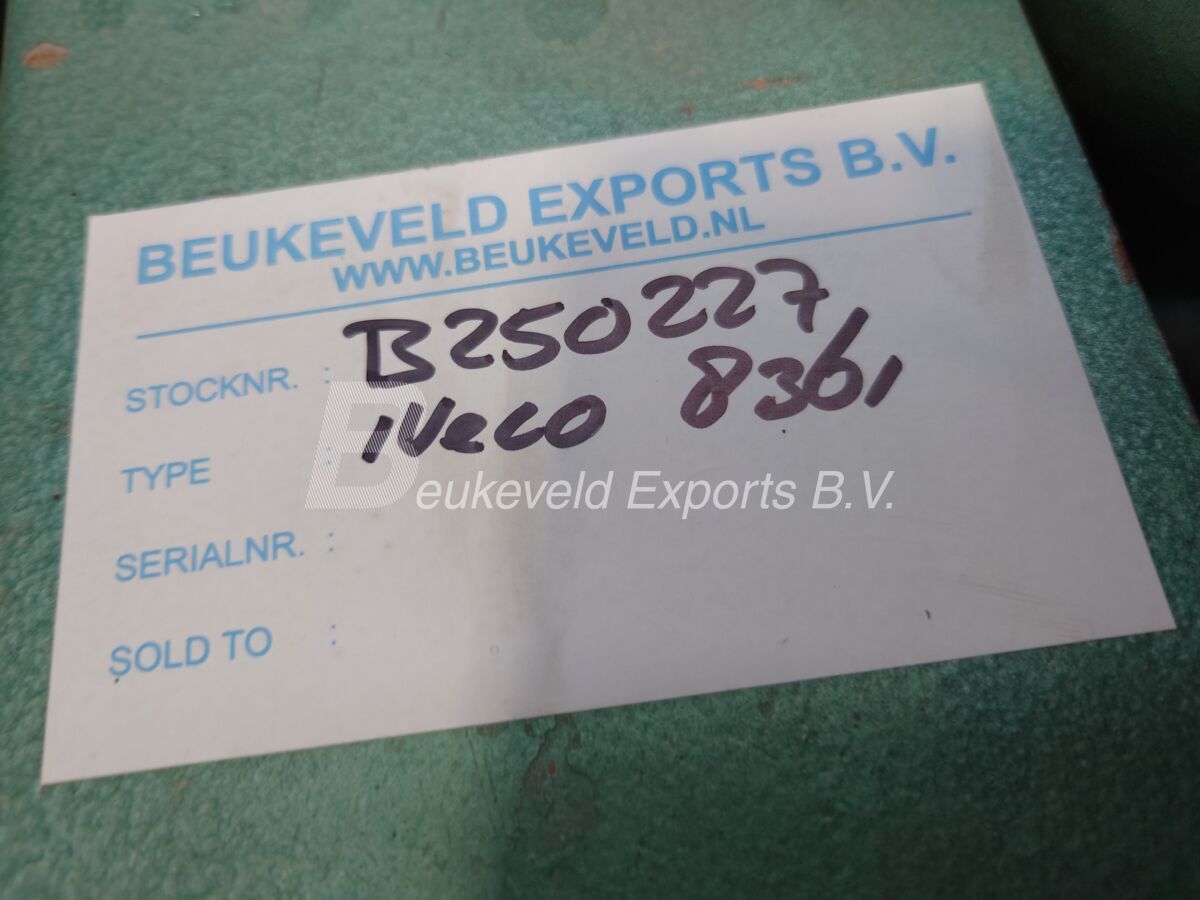 BEUKEVELD EXPORTS B.V.
WWW.BEUKEVELD.NL
STOCKNR. : B250227
TYPE : iVeco 8361
Beukeveld Exports B.V.
SERIALNR. :
SOLD TO :